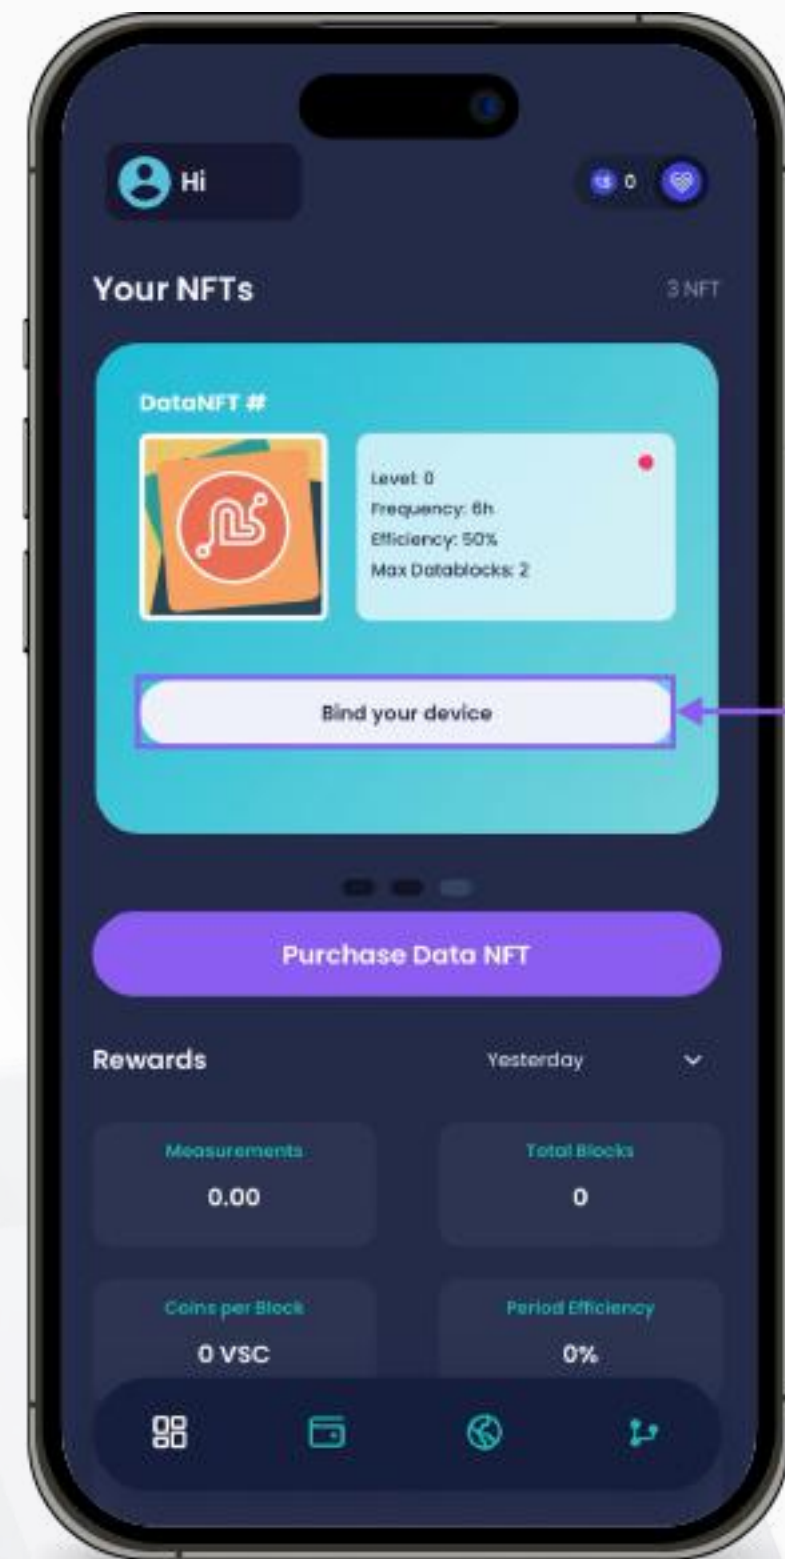 Hi
0
Your NFTs
3 NFT
DataNFT #
Level: 0
Frequency: 6h
Efficiency: 50%
Max Datablocks: 2
Bind your device
Purchase Data NFT
Rewards
Yesterday
Measurements
Total Blocks
0.00
0
Coins per Block
Period Efficiency
0 VSC
0%